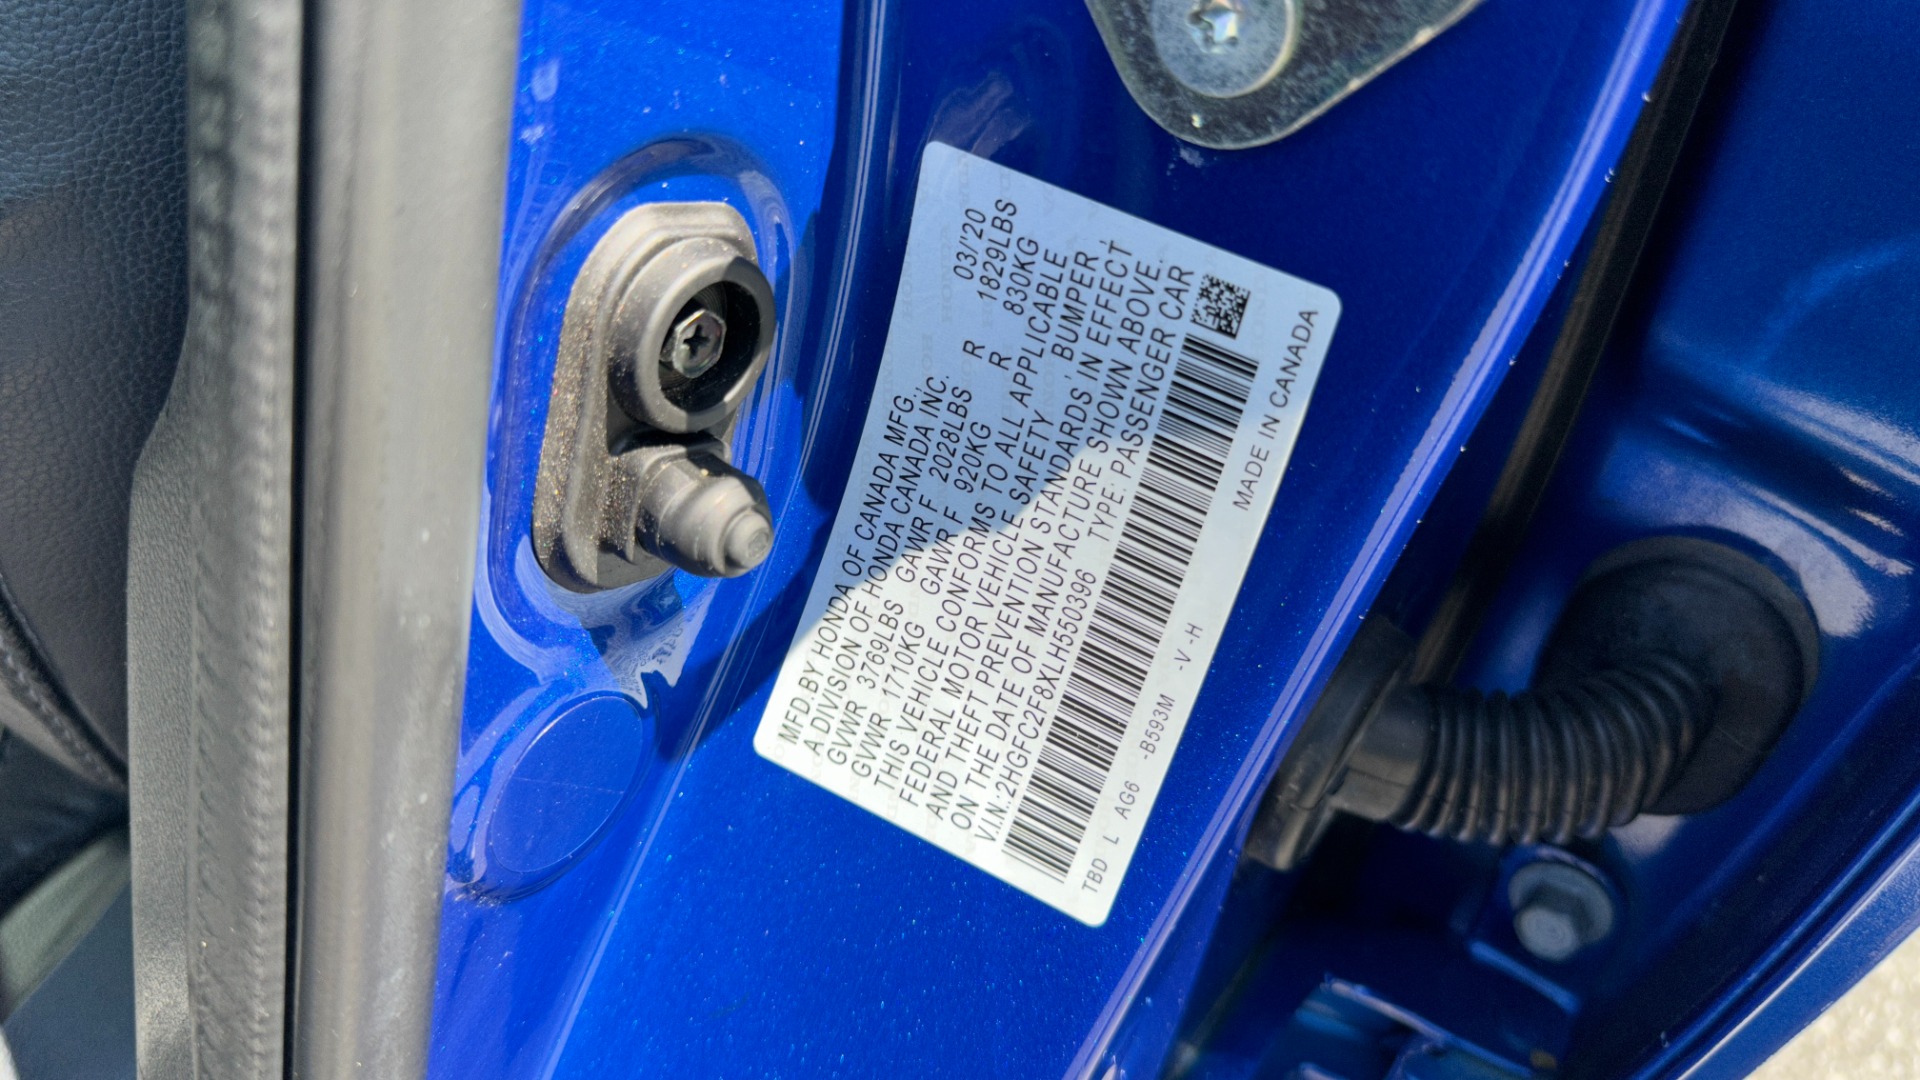 MFD.BY HONDA OF CANADA MFG., 03/'20
A DIVISION OF HONDA CANADA INC.
GVWR 3769LBS GAWR F 2028LBS R 1829LBS
GVWR 1710KG GAWR F 920KG R 830KG
THIS VEHICLE CONFORMS TO ALL APPLICABLE
FEDERAL MOTOR VEHICLE SAFETY, BUMPER,
AND THEFT PREVENTION STANDARDS IN EFFECT
ON THE DATE OF MANUFACTURE SHOWN ABOVE.
V.I.N.:2HGFC2F8XLH550396 TYPE: PASSENGER CAR
TBD L AG6 -B593M -V -H
MADE IN CANADA